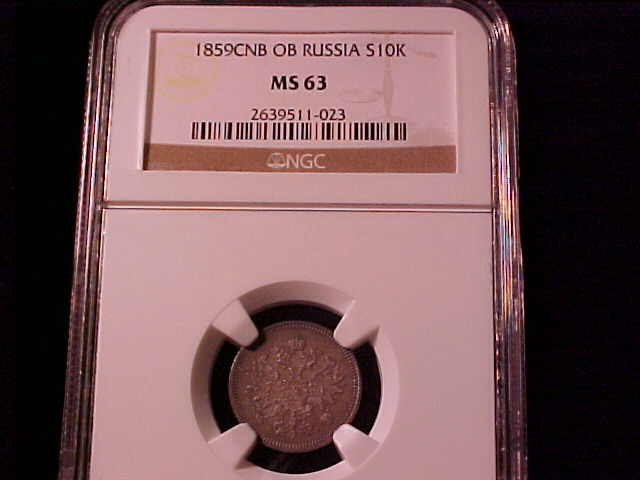 1859CNB OB RUSSIA S10K
MS 63
2639511-023
NGC